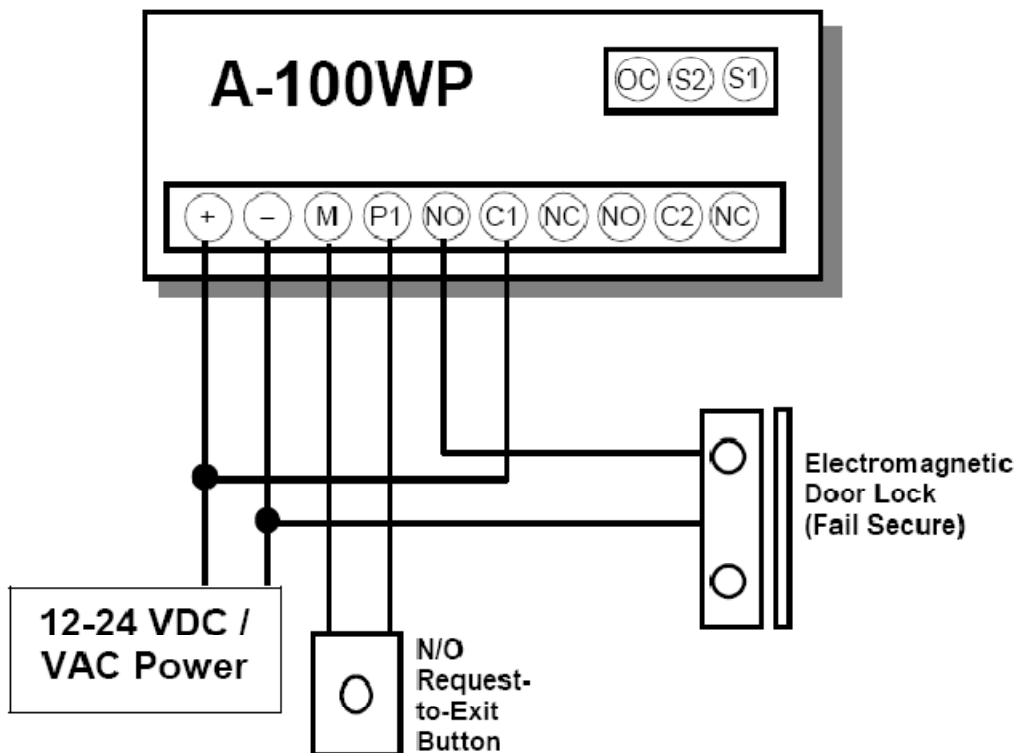 A-100WP
OC S2 S1
+ – M P1 NO C1 NC NO C2 NC
Electromagnetic
Door Lock
(Fail Secure)
12-24 VDC /
VAC Power
N/O
Request-
to-Exit
Button